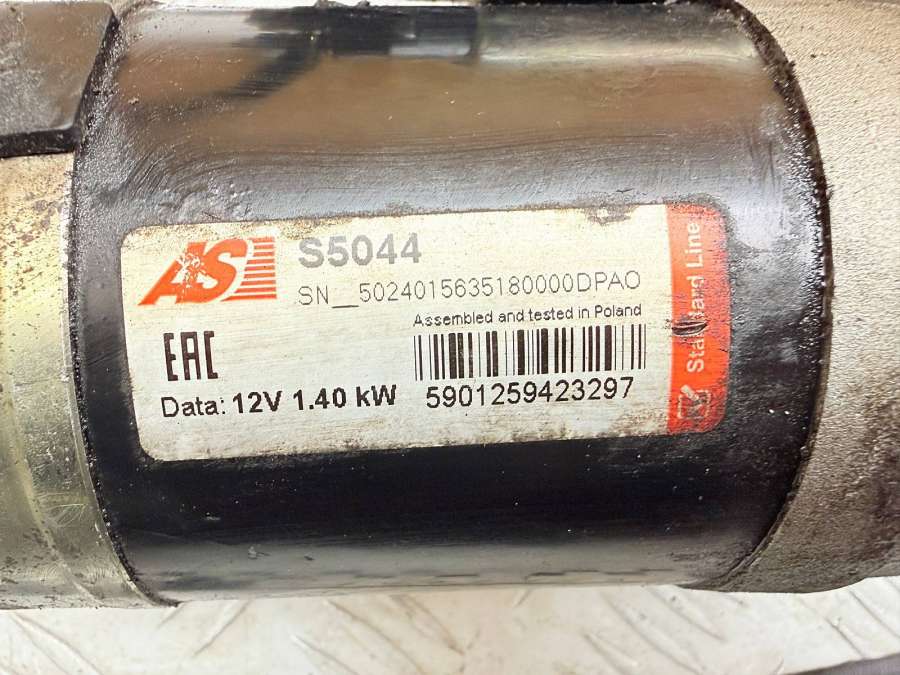 AS
S5044
SN__5024015635180000DPAO
Assembled and tested in Poland
EAC
Data: 12V 1.40 kW
5901259423297
Standard Line